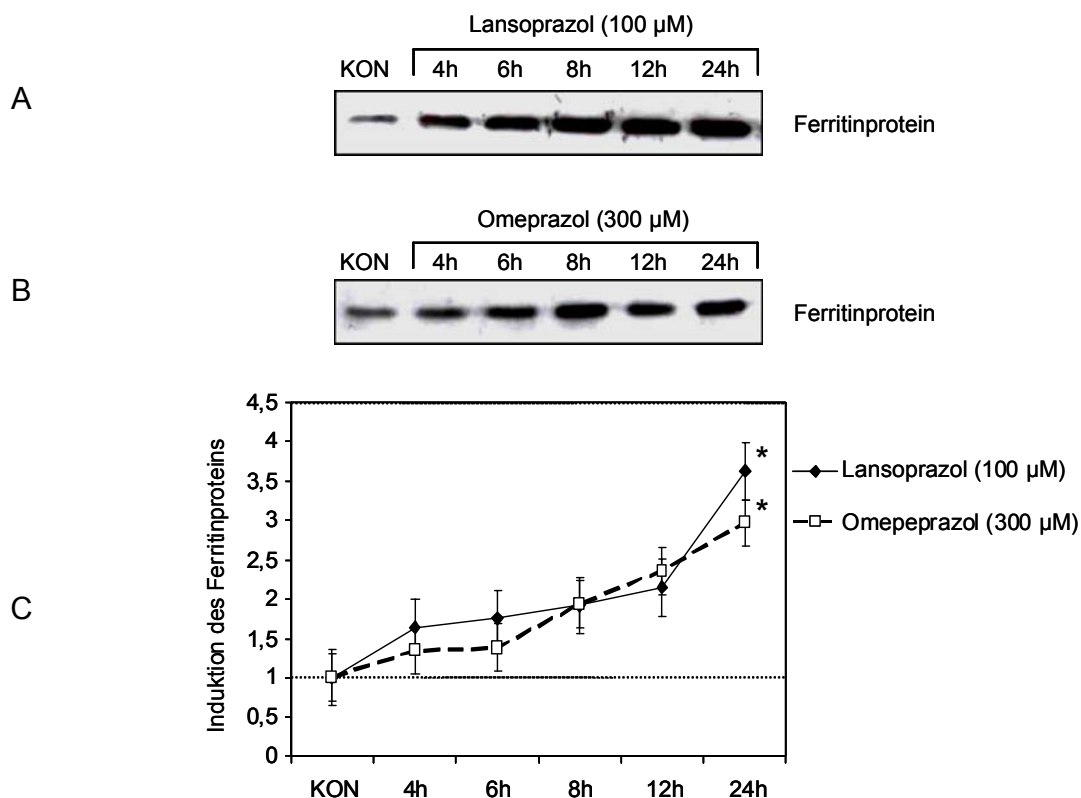 A
Lansoprazol (100 µM)
KON 4h 6h 8h 12h 24h
Ferritinprotein
B
Omeprazol (300 µM)
KON 4h 6h 8h 12h 24h
Ferritinprotein
C
Induktion des Ferritinproteins
4,5
4
3,5
3
2,5
2
1,5
1
0,5
0
KON 4h 6h 8h 12h 24h
*
*
Lansoprazol (100 µM)
Omepeprazol (300 µM)